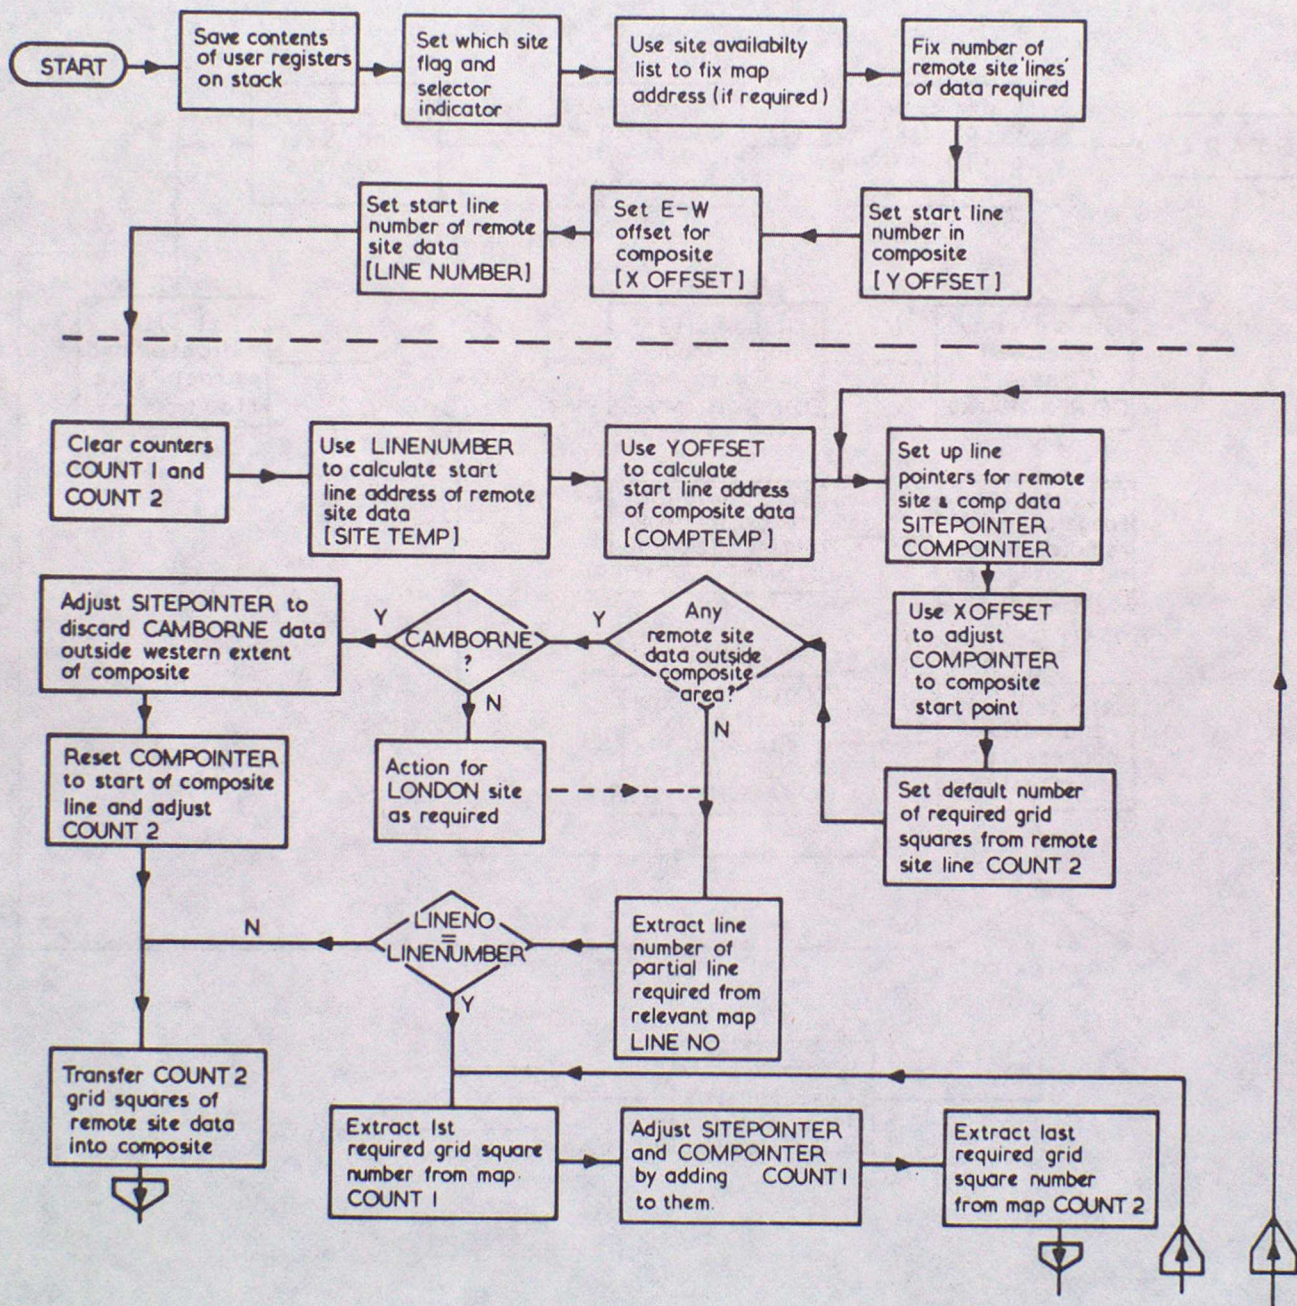 START
Save contents
of user registers
on stack
Set which site
flag and
selector
indicator
Use site availabilty
list to fix map
address (if required)
Fix number of
remote site 'lines'
of data required
Set start line
number in
composite
[Y OFFSET]
Set E-W
offset for
composite
[X OFFSET]
Set start line
number of remote
site data
[LINE NUMBER]
Clear counters
COUNT 1 and
COUNT 2
Use LINENUMBER
to calculate start
line address of remote
site data
[SITE TEMP]
Use YOFFSET
to calculate
start line address
of composite data
[COMPTEMP]
Set up line
pointers for remote
site & comp data
SITEPOINTER
COMPOINTER
Use XOFFSET
to adjust
COMPOINTER
to composite
start point
Set default number
of required grid
squares from remote
site line COUNT 2
Any
remote site
data outside
composite
area?
Y
N
CAMBORNE
?
Y
N
Adjust SITEPOINTER to
discard CAMBORNE data
outside western extent
of composite
Reset COMPOINTER
to start of composite
line and adjust
COUNT 2
Action for
LONDON site
as required
Extract line
number of
partial line
required from
relevant map
LINE NO
LINENO
=
LINENUMBER
N
Y
Transfer COUNT 2
grid squares of
remote site data
into composite
Extract 1st
required grid square
number from map.
COUNT 1
Adjust SITEPOINTER
and COMPOINTER
by adding COUNT 1
to them.
Extract last
required grid
square number
from map COUNT 2